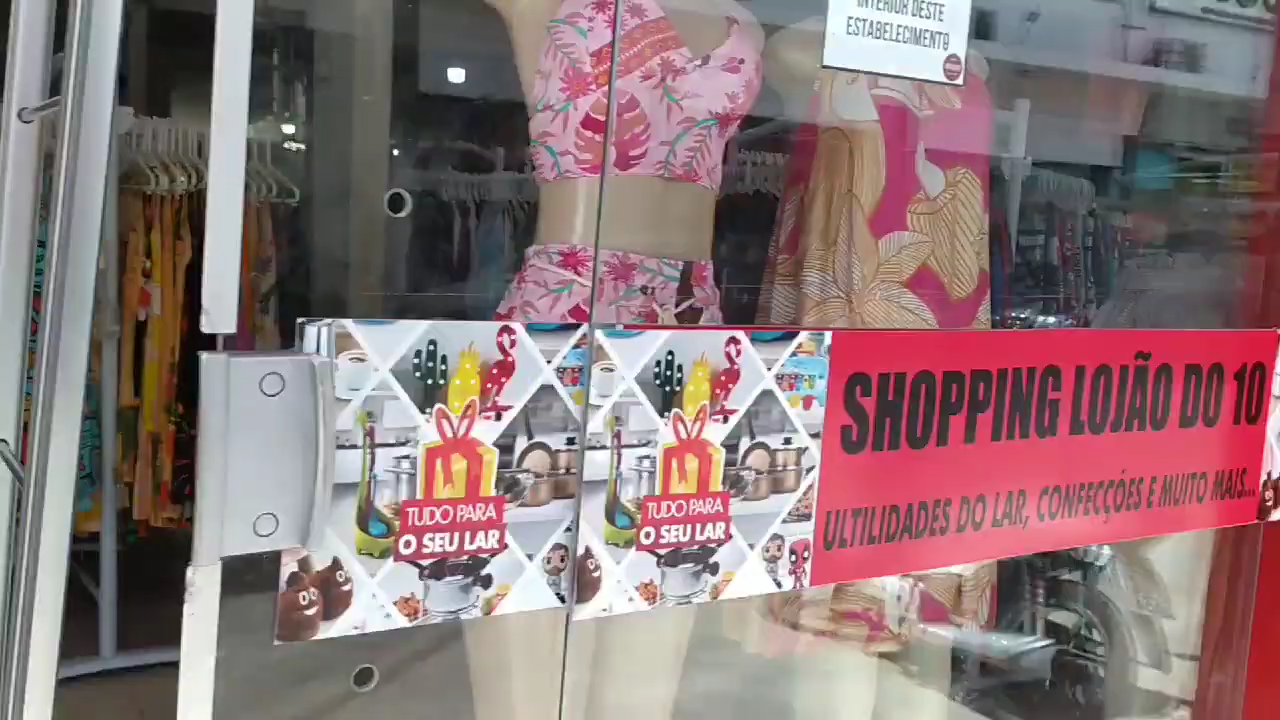 INTERIOR DESTE
ESTABELECIMENTO
TUDO PARA
O SEU LAR
TUDO PARA
O SEU LAR
SHOPPING LOJÃO DO 10
ULTILIDADES DO LAR, CONFECÇÓES E MUITO MAIS...